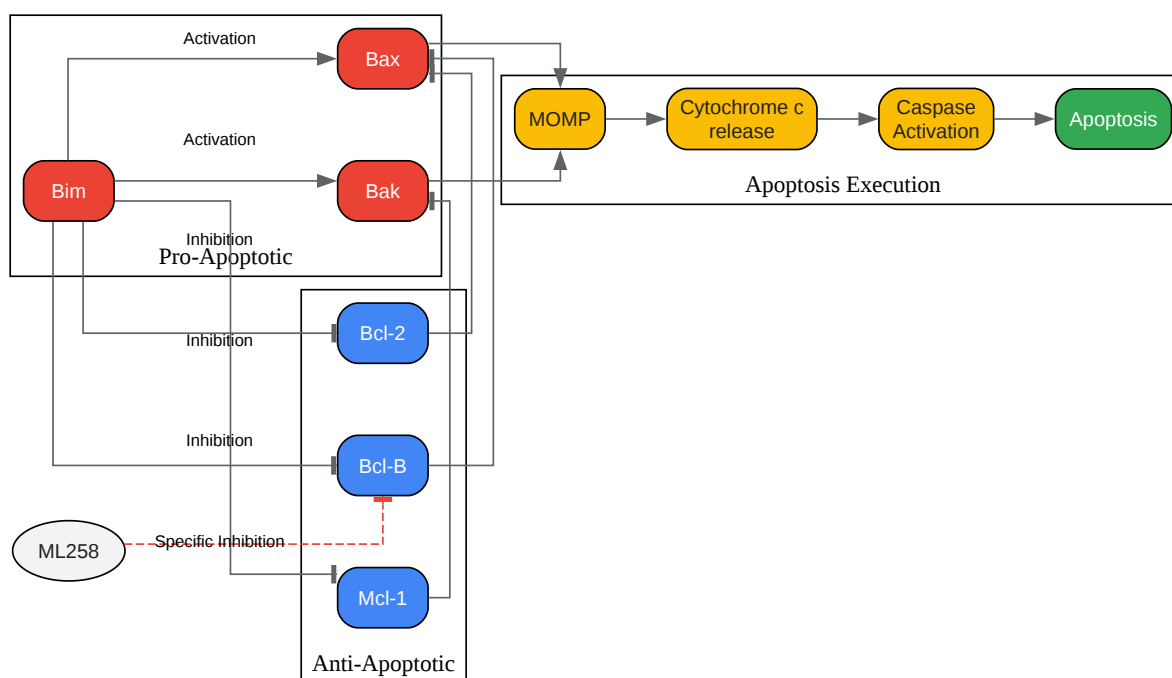 Activation
Bax
MOMP
Cytochrome c
release
Caspase
Activation
Apoptosis
Activation
Bim
Bak
Apoptosis Execution
Inhibition
Pro-Apoptotic
Bcl-2
Inhibition
Inhibition
Bcl-B
Specific Inhibition
ML258
Mcl-1
Anti-Apoptotic